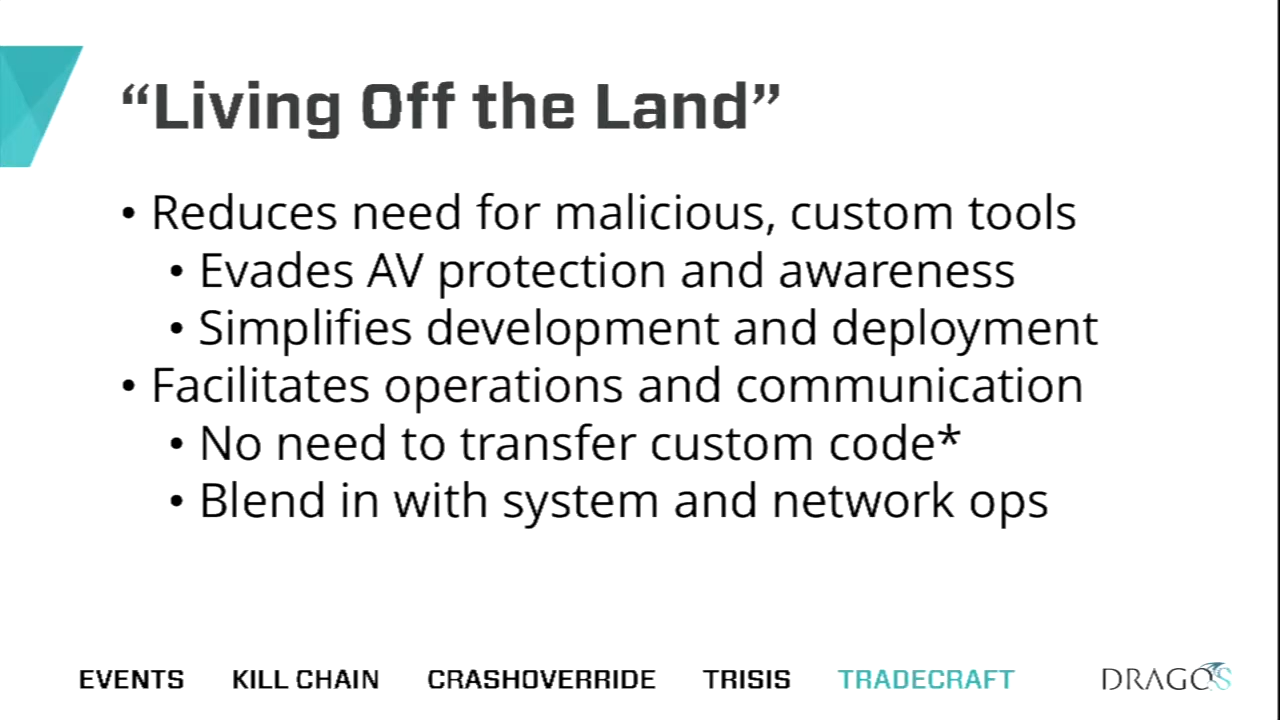 “Living Off the Land”
• Reduces need for malicious, custom tools
• Evades AV protection and awareness
• Simplifies development and deployment
• Facilitates operations and communication
• No need to transfer custom code*
• Blend in with system and network ops
EVENTS KILL CHAIN CRASHOVERRIDE TRISIS TRADECRAFT DRAGOS